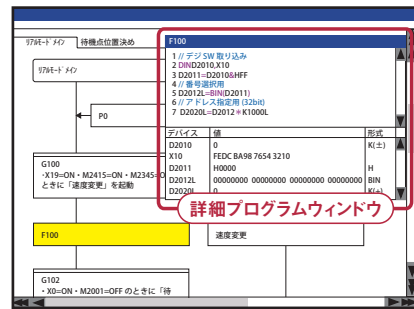 リアルモードメイン
待機点位置決め
リアルモードメイン
P0
G100
・X19=ON・M2415=ON・M2345=O
ときに「速度変更」を起動
F100
速度変更
G102
・X0=ON・M2001=OFF のときに「待
F100
1 // デジ SW 取り込み
2 DIND2010,X10
3 D2011=D2010&HFF
4 // 番号選択用
5 D2012L=BIN(D2011)
6 // アドレス指定用 (32bit)
7 D2020L=D2012＊K1000L
デバイス 値 形式
D2010 0 K(±)
X10 FEDC BA98 7654 3210
D2011 H0000 H
D2012L 00000000 00000000 00000000 00000000 BIN
D2020L 0 K(±)
詳細プログラムウィンドウ